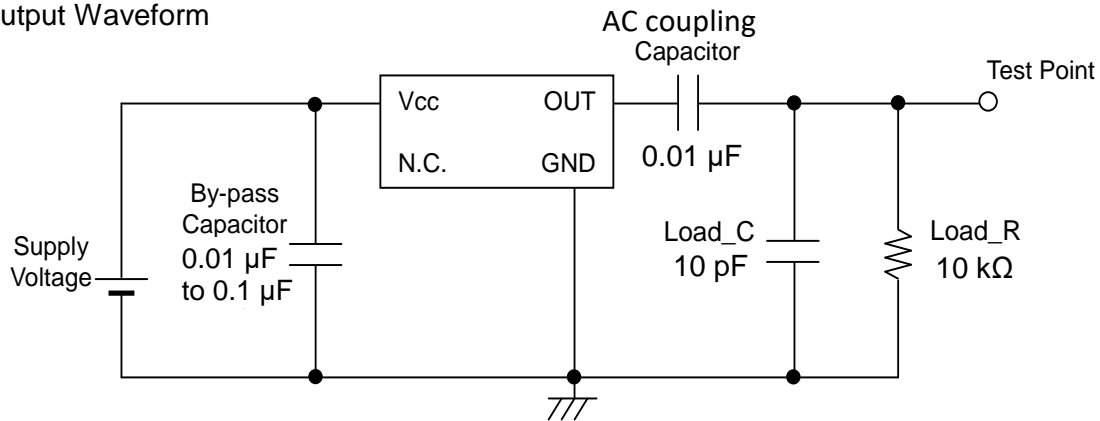 utput Waveform
AC coupling
Capacitor
Test Point
Vcc
OUT
N.C.
GND
0.01 µF
By-pass
Capacitor
0.01 µF
to 0.1 µF
Supply
Voltage
Load_C
10 pF
Load_R
10 kΩ